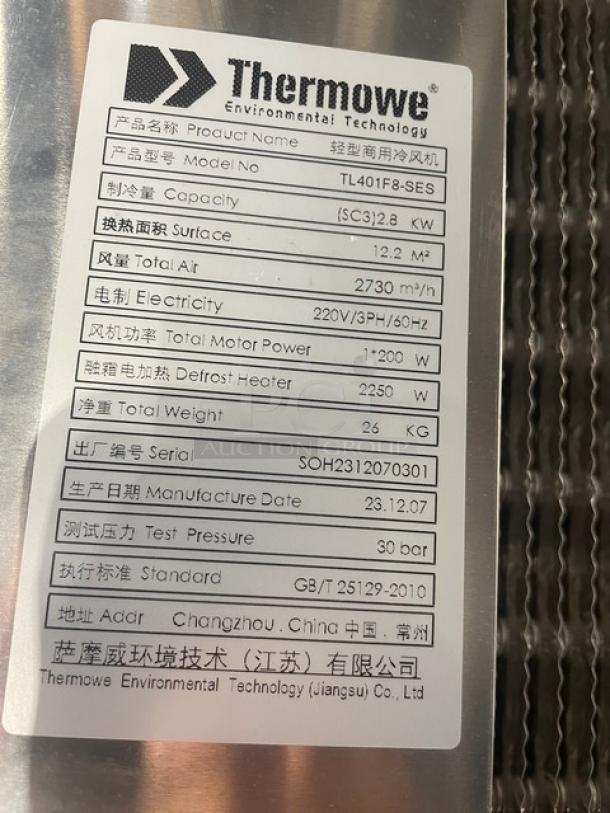 Thermowe®
Environmental Technology
产品名称 Product Name 轻型商用冷风机
产品型号 Model No TL401F8-SES
制冷量 Capacity (SC3)2.8 KW
换热面积 Surface 12.2 M²
风量 Total Air 2730 m³/h
电制 Electricity 220V/3PH/60Hz
风机功率 Total Motor Power 1*200 W
融霜电加热 Defrost Heater 2250 W
净重 Total Weight 26 KG
PCI
AUCTION GROUP
出厂编号 Serial SOH2312070301
生产日期 Manufacture Date 23.12.07
测试压力 Test Pressure 30 bar
执行标准 Standard GB/T 25129-2010
地址 Addr Changzhou . China 中国 . 常州
萨摩威环境技术（江苏）有限公司
Thermowe Environmental Technology (Jiangsu) Co., Ltd